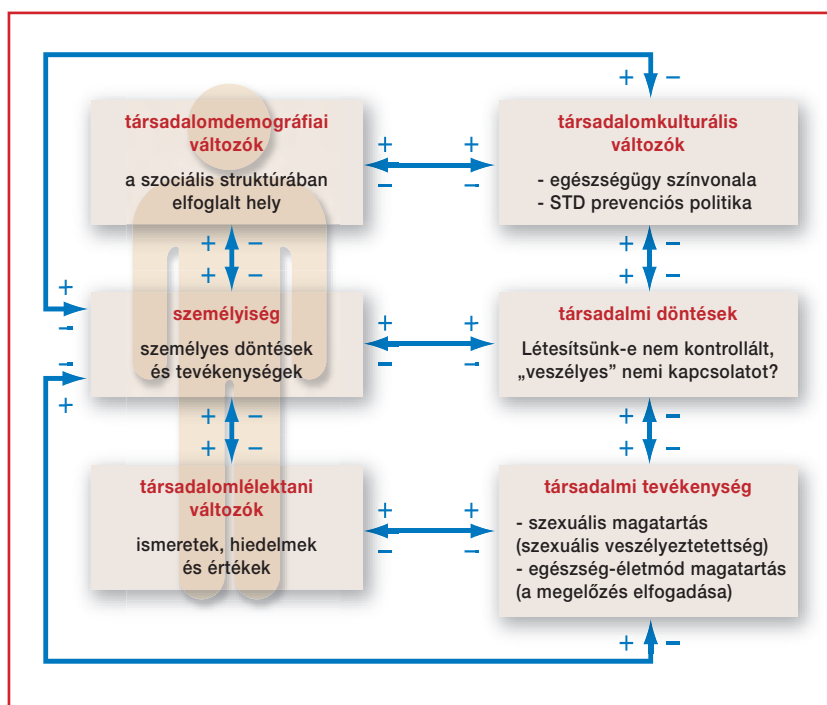 társadalomdemográfiai
változók
a szociális struktúrában
elfoglalt hely
társadalomkulturális
változók
- egészségügy színvonala
- STD prevenciós politika
személyiség
személyes döntések
és tevékenységek
társadalmi döntések
Létesítsünk-e nem kontrollált,
„veszélyes” nemi kapcsolatot?
társadalomlélektani
változók
ismeretek, hiedelmek
és értékek
társadalmi tevékenység
- szexuális magatartás
(szexuális veszélyeztetettség)
- egészség-életmód magatartás
(a megelőzés elfogadása)